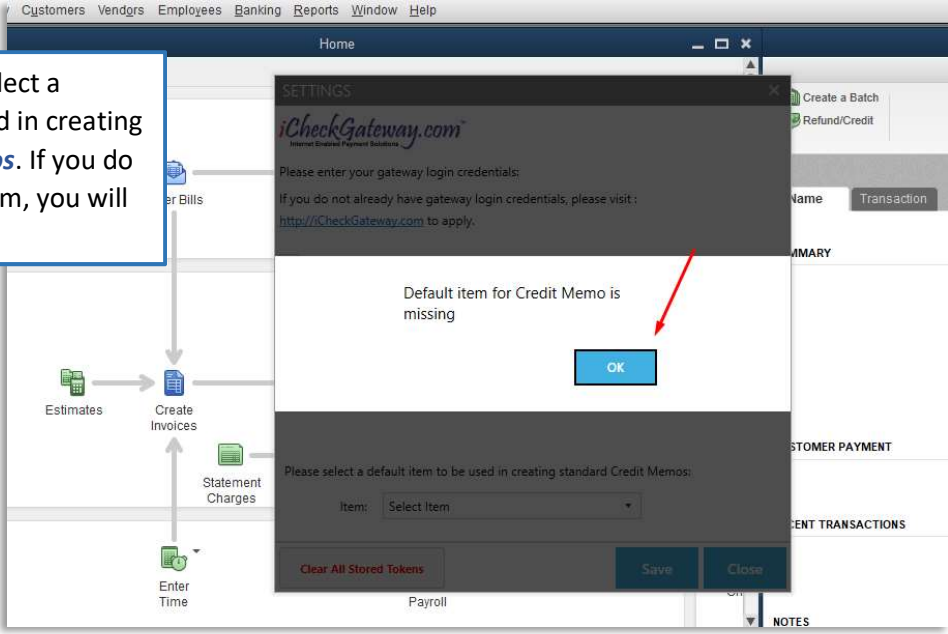 Customers Vendors Employees Banking Reports Window Help
Home
lect a
d in creating
os. If you do
m, you will
SETTINGS
iCheckGateway.com
Internet Enabled Payment Solutions
Please enter your gateway login credentials:
If you do not already have gateway login credentials, please visit :
http://iCheckGateway.com to apply.
Create a Batch
Refund/Credit
er Bills
Name
Transaction
MMARY
Default item for Credit Memo is
missing
OK
Estimates
Create
Invoices
Statement
Charges
STOMER PAYMENT
Please select a default item to be used in creating standard Credit Memos:
Item:
Select Item
CENT TRANSACTIONS
Clear All Stored Tokens
Save
Close
Enter
Time
Payroll
NOTES